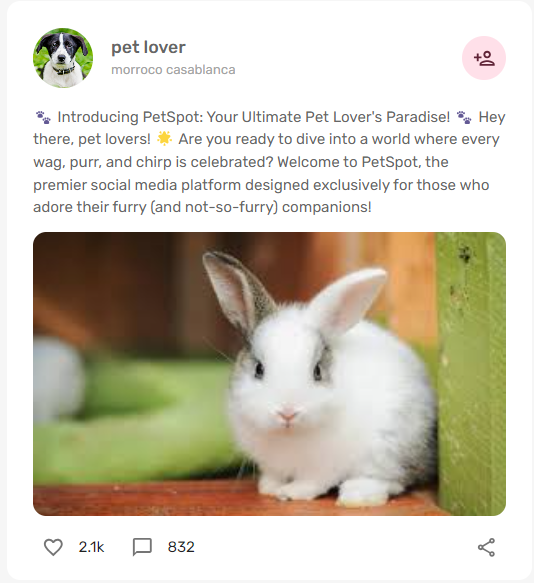 pet lover
morroco casablanca
🐾 Introducing PetSpot: Your Ultimate Pet Lover's Paradise! 🐾 Hey
there, pet lovers! 🌟 Are you ready to dive into a world where every
wag, purr, and chirp is celebrated? Welcome to PetSpot, the
premier social media platform designed exclusively for those who
adore their furry (and not-so-furry) companions!
2.1k 832